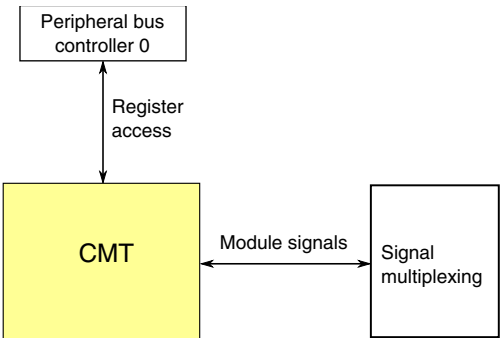 Peripheral bus
controller 0
Register
access
CMT
Module signals
Signal
multiplexing